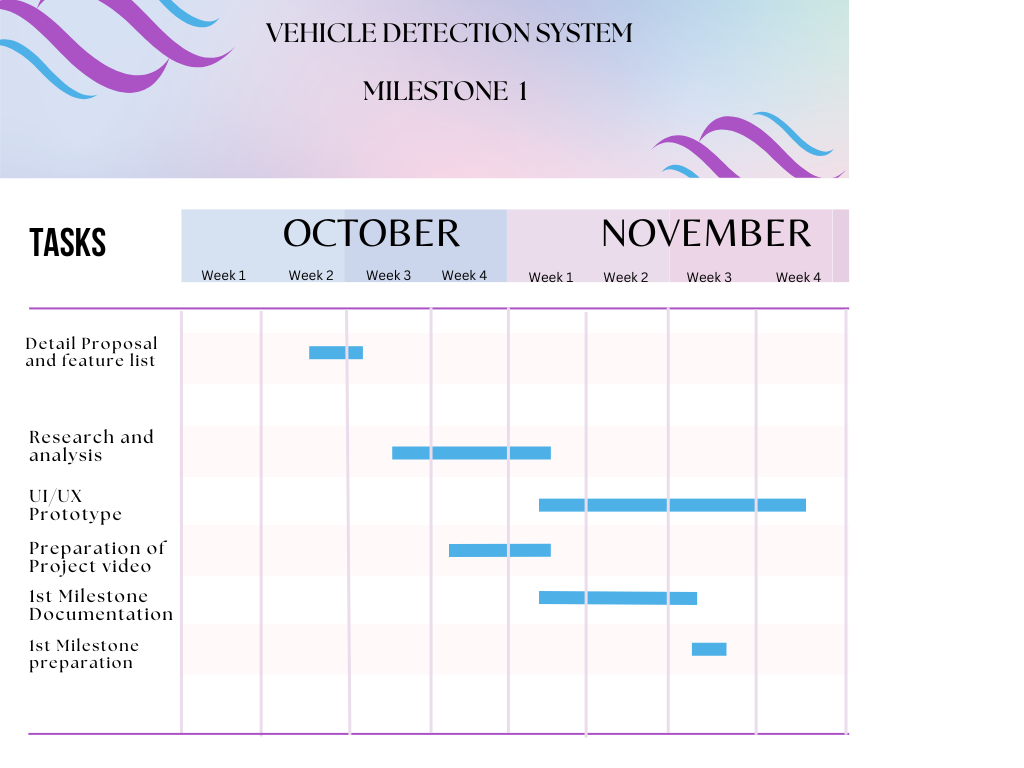 VEHICLE DETECTION SYSTEM
MILESTONE 1
TASKS
OCTOBER
NOVEMBER
Week 1
Week 2
Week 3
Week 4
Week 1
Week 2
Week 3
Week 4
Detail Proposal
and feature list
Research and
analysis
UI/UX
Prototype
Preparation of
Project video
1st Milestone
Documentation
1st Milestone
preparation